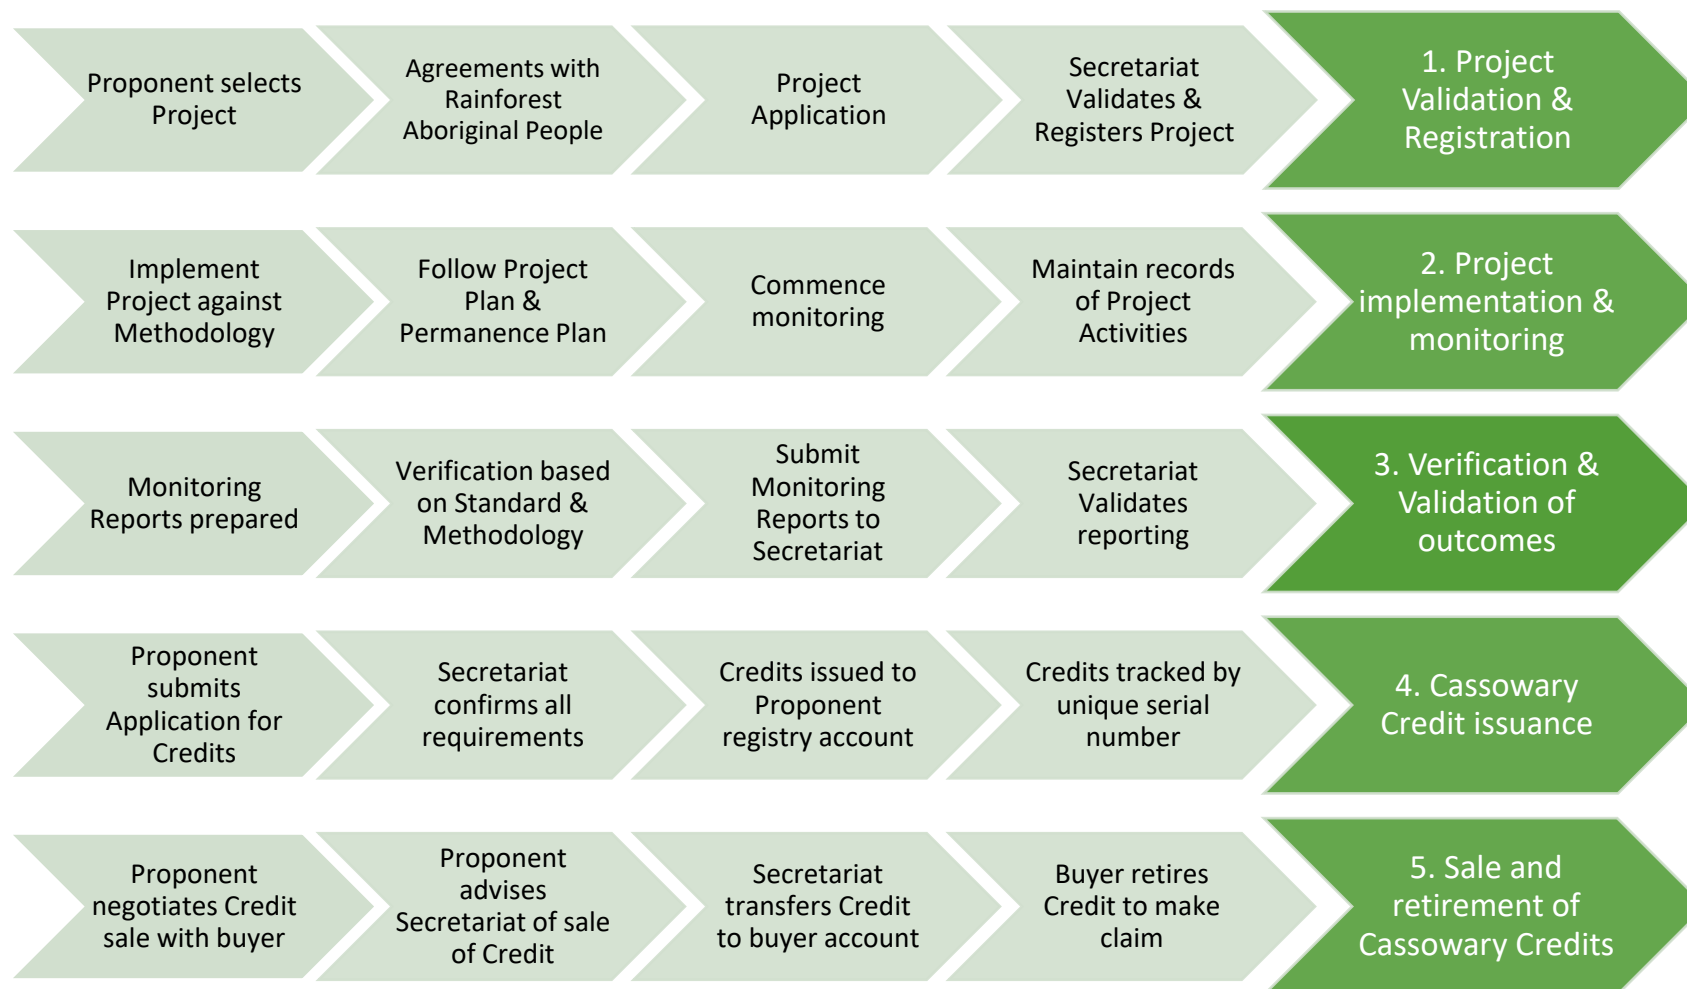 Proponent selects
Project
Agreements with
Rainforest
Aboriginal People
Project
Application
Secretariat
Validates &
Registers Project
1. Project
Validation &
Registration
Implement
Project against
Methodology
Follow Project
Plan &
Permanence Plan
Commence
monitoring
Maintain records
of Project
Activities
2. Project
implementation &
monitoring
Monitoring
Reports prepared
Verification based
on Standard &
Methodology
Submit
Monitoring
Reports to
Secretariat
Secretariat
Validates
reporting
3. Verification &
Validation of
outcomes
Proponent
submits
Application for
Credits
Secretariat
confirms all
requirements
Credits issued to
Proponent
registry account
Credits tracked by
unique serial
number
4. Cassowary
Credit issuance
Proponent
negotiates Credit
sale with buyer
Proponent
advises
Secretariat of sale
of Credit
Secretariat
transfers Credit
to buyer account
Buyer retires
Credit to make
claim
5. Sale and
retirement of
Cassowary Credits